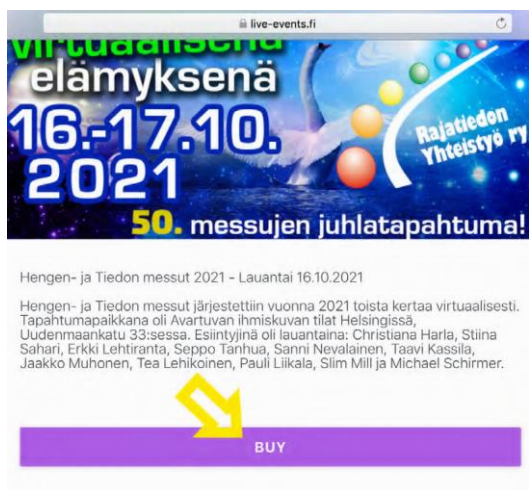 live-events.fi
virtuaalisena
elämyksenä
16.-17.10.
2021
Rajatiedon
Yhteistyö ry
50. messujen juhlatapahtuma!
Hengen- ja Tiedon messut 2021 - Lauantai 16.10.2021
Hengen- ja Tiedon messut järjestettiin vuonna 2021 toista kertaa virtuaalisesti.
Tapahtumapaikkana oli Avartuvan ihmiskuvan tilat Helsingissä,
Uudenmaankatu 33:sessa. Esiintyjinä oli lauantaina: Christiana Harla, Stiina
Sahari, Erkki Lehtiranta, Seppo Tanhua, Sanni Nevalainen, Taavi Kassila,
Jaakko Muhonen, Tea Lehikoinen, Pauli Liikala, Slim Mill ja Michael Schirmer.
BUY